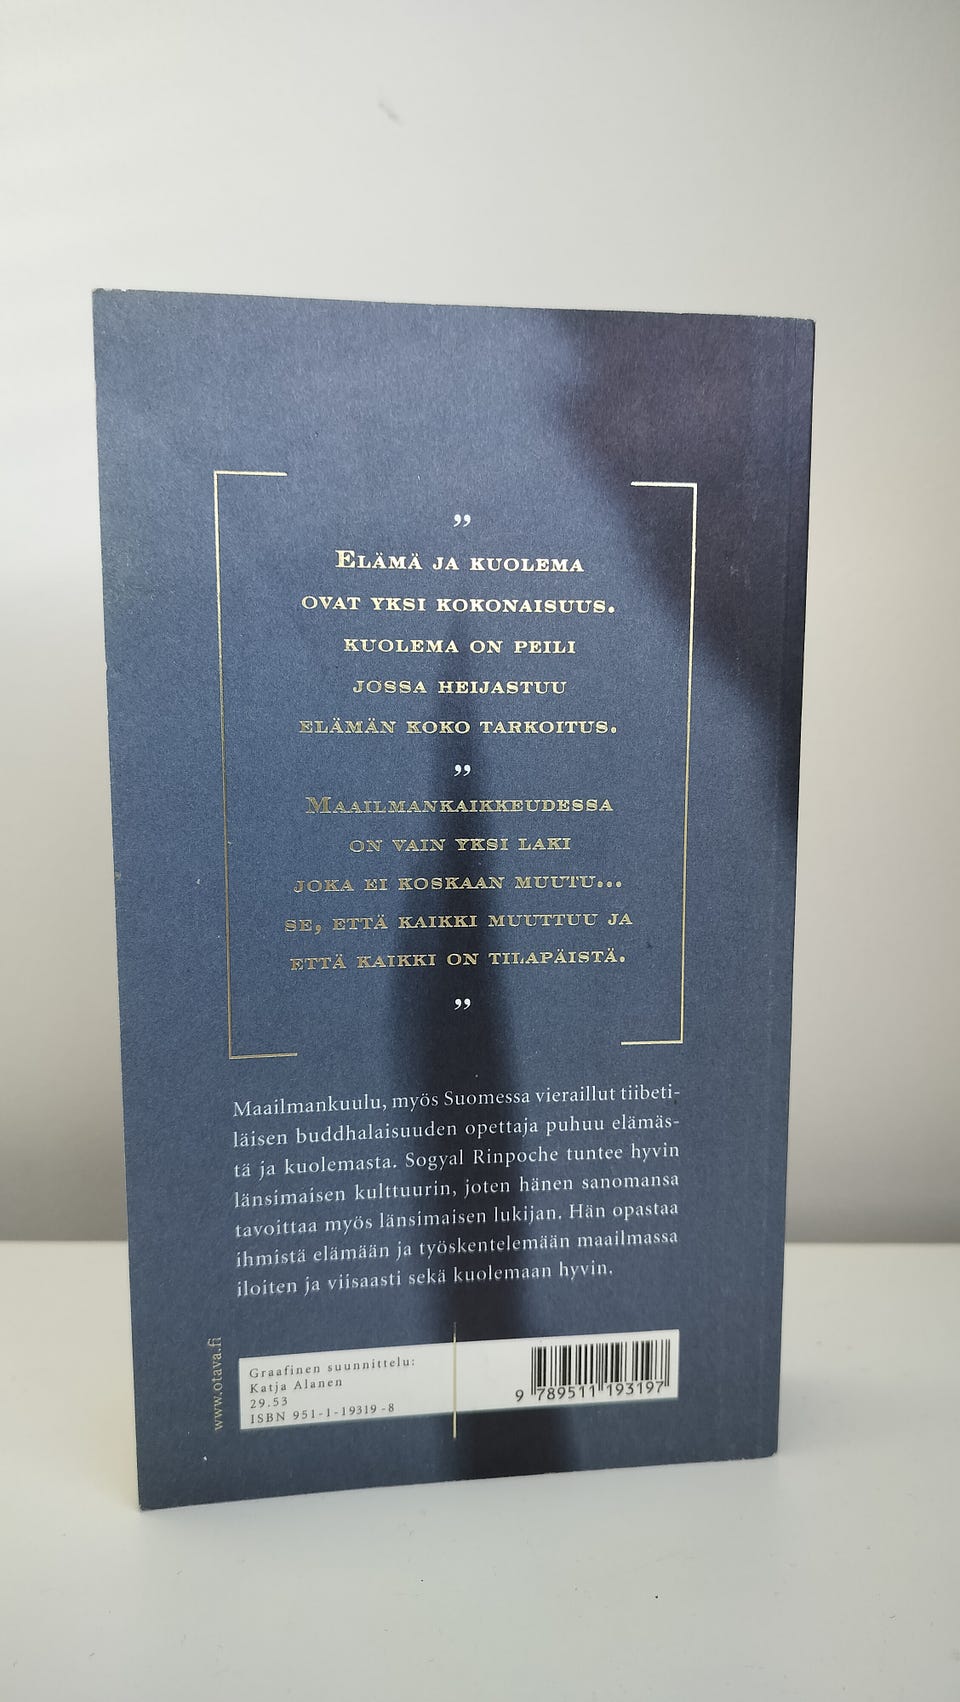 ”
Elämä ja kuolema
ovat yksi kokonaisuus.
kuolema on peili
jossa heijastuu
elämän koko tarkoitus.
”
Maailmankaikkeudessa
on vain yksi laki
joka ei koskaan muutu...
se, että kaikki muuttuu ja
että kaikki on tilapäistä.
”
Maailmankuulu, myös Suomessa vieraillut tiibeti-
läisen buddhalaisuuden opettaja puhuu elämäs-
tä ja kuolemasta. Sogyal Rinpoche tuntee hyvin
länsimaisen kulttuurin, joten hänen sanomansa
tavoittaa myös länsimaisen lukijan. Hän opastaa
ihmistä elämään ja työskentelemään maailmassa
iloiten ja viisaasti sekä kuolemaan hyvin.
www.otava.fi
Graafinen suunnittelu:
Katja Alanen
29.53
ISBN 951-1-19319-8
9 789511 193197